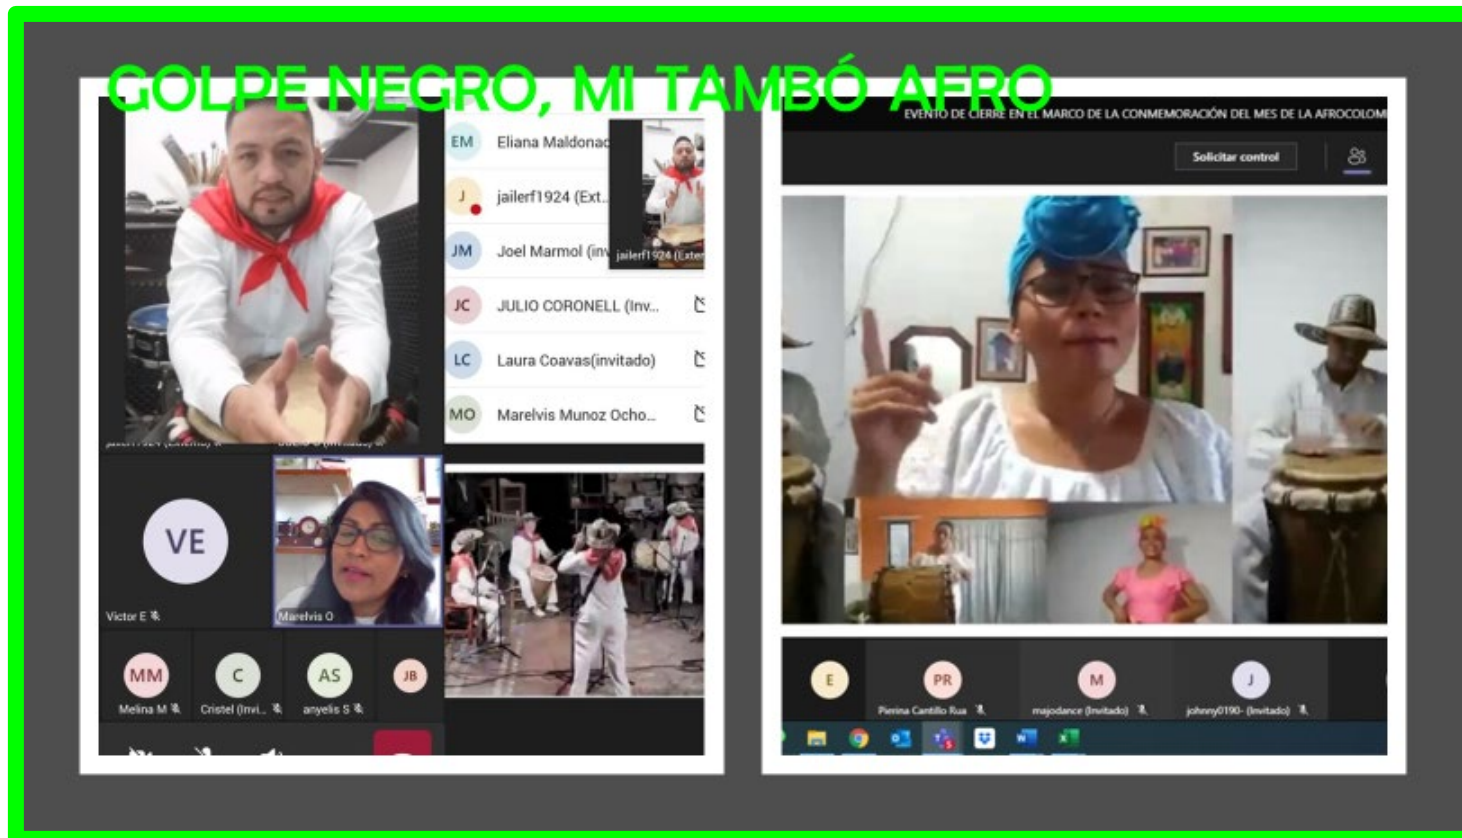 GOLPE NEGRO, MI TAMBÓ AFRO
EM Eliana Maldonad
J jailerf1924 (Ext...
jailerf1924 (Exter
JM Joel Marmol (inv
JC JULIO CORONELL (Inv...
LC Laura Coavas(invitado)
MO Marelvis Munoz Ocho...
VE
Victor E
Marelvis O
MM
C
AS
JB
Melina M
Cristel (Invi...
anyelis S
EVENTO DE CIERRE EN EL MARCO DE LA CONMEMORACIÓN DEL MES DE LA AFROCOLOM
Solicitar control
E
PR
M
J
Pierina Cantillo Rua
majodance (Invitado)
johnny0190- (Invitado)